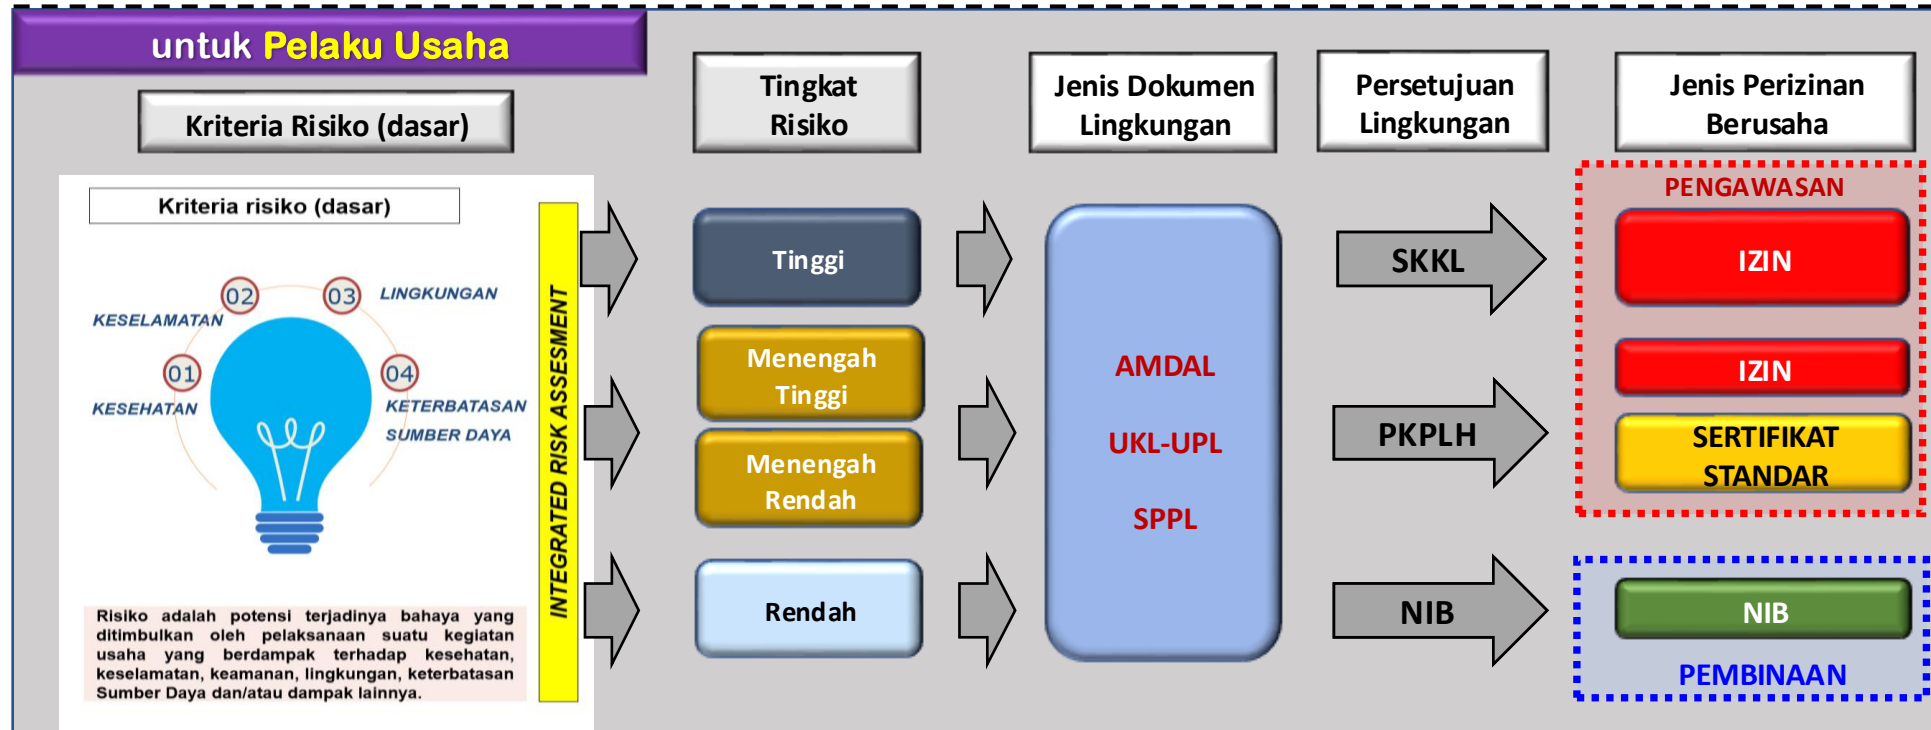 untuk Pelaku Usaha
Kriteria Risiko (dasar)
Tingkat
Risiko
Jenis Dokumen
Lingkungan
Persetujuan
Lingkungan
Jenis Perizinan
Berusaha
Kriteria risiko (dasar)
02
03
LINGKUNGAN
KESELAMATAN
01
04
KESEHATAN
KETERBATASAN
SUMBER DAYA
Risiko adalah potensi terjadinya bahaya yang
ditimbulkan oleh pelaksanaan suatu kegiatan
usaha yang berdampak terhadap kesehatan,
keselamatan, keamanan, lingkungan, keterbatasan
Sumber Daya dan/atau dampak lainnya.
INTEGRATED RISK ASSESMENT
Tinggi
Menengah
Tinggi
Menengah
Rendah
Rendah
AMDAL
UKL-UPL
SPPL
SKKL
PKPLH
NIB
PENGAWASAN
IZIN
IZIN
SERTIFIKAT
STANDAR
NIB
PEMBINAAN